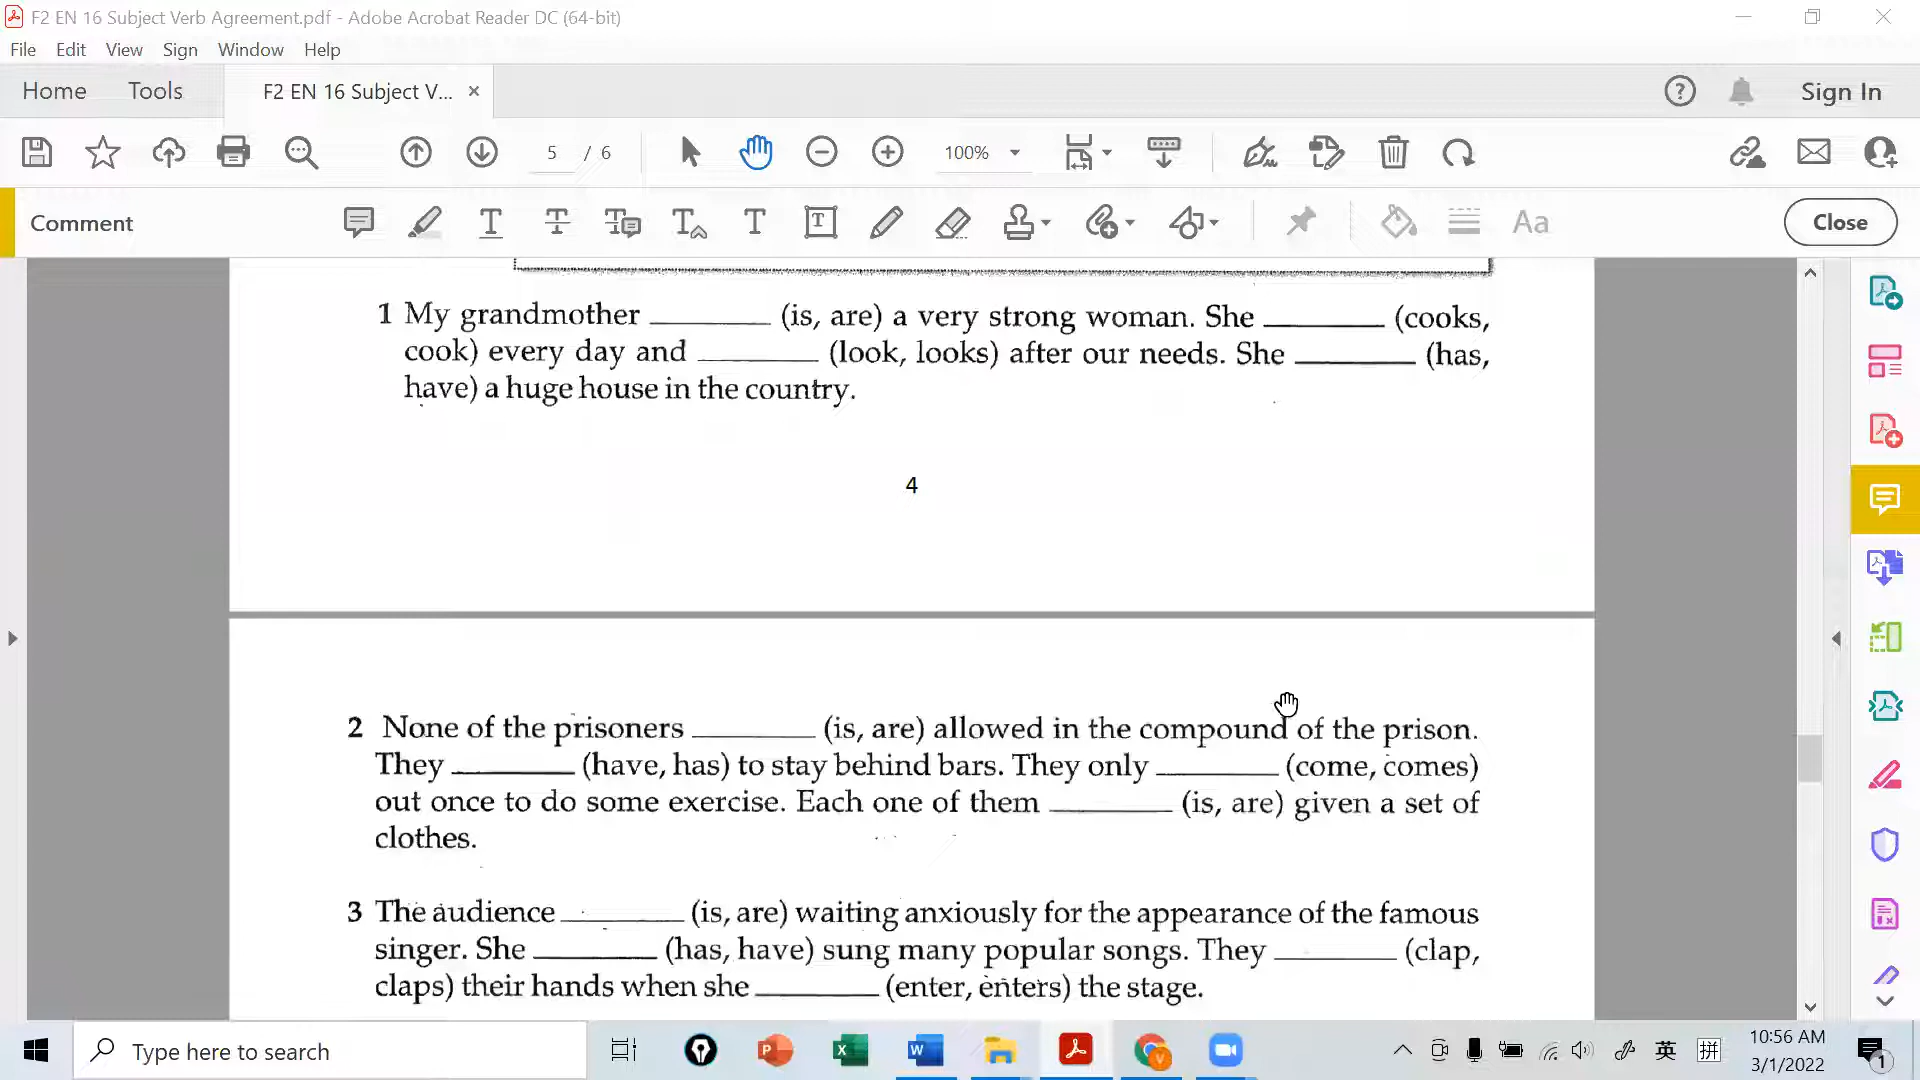 F2 EN 16 Subject Verb Agreement.pdf - Adobe Acrobat Reader DC (64-bit)
File Edit View Sign Window Help
Home Tools F2 EN 16 Subject V... × Sign In
5 / 6 100%
Comment Close
1 My grandmother ________ (is, are) a very strong woman. She ________ (cooks,
cook) every day and ________ (look, looks) after our needs. She ________ (has,
have) a huge house in the country.
4
2 None of the prisoners ________ (is, are) allowed in the compound of the prison.
They ________ (have, has) to stay behind bars. They only ________ (come, comes)
out once to do some exercise. Each one of them ________ (is, are) given a set of
clothes.
3 The audience ________ (is, are) waiting anxiously for the appearance of the famous
singer. She ________ (has, have) sung many popular songs. They ________ (clap,
claps) their hands when she ________ (enter, enters) the stage.
Type here to search
英 拼 10:56 AM
3/1/2022
1